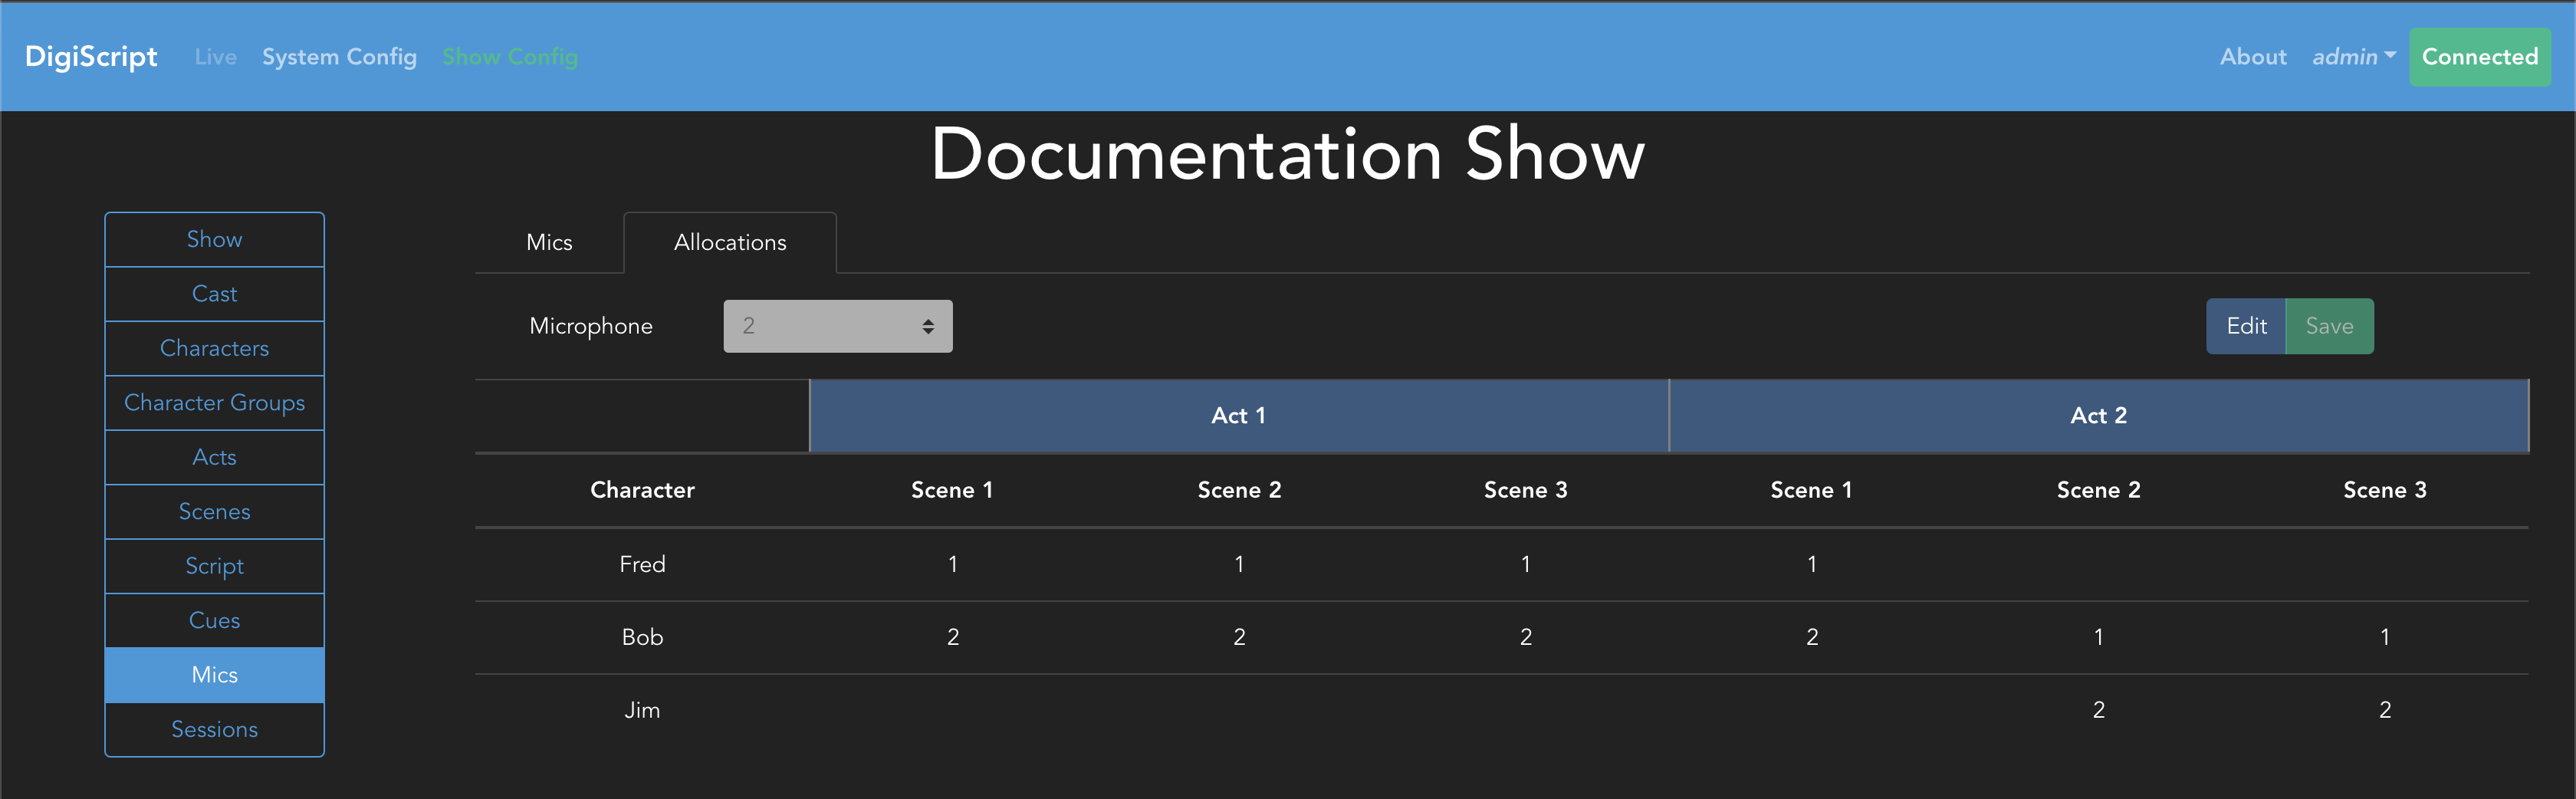 DigiScript Live System Config Show Config About admin Connected
Documentation Show
Show
Cast
Characters
Character Groups
Acts
Scenes
Script
Cues
Mics
Sessions
Mics Allocations
Microphone 2 Edit Save
Act 1 Act 2
Character Scene 1 Scene 2 Scene 3 Scene 1 Scene 2 Scene 3
Fred 1 1 1 1
Bob 2 2 2 2 1 1
Jim 2 2